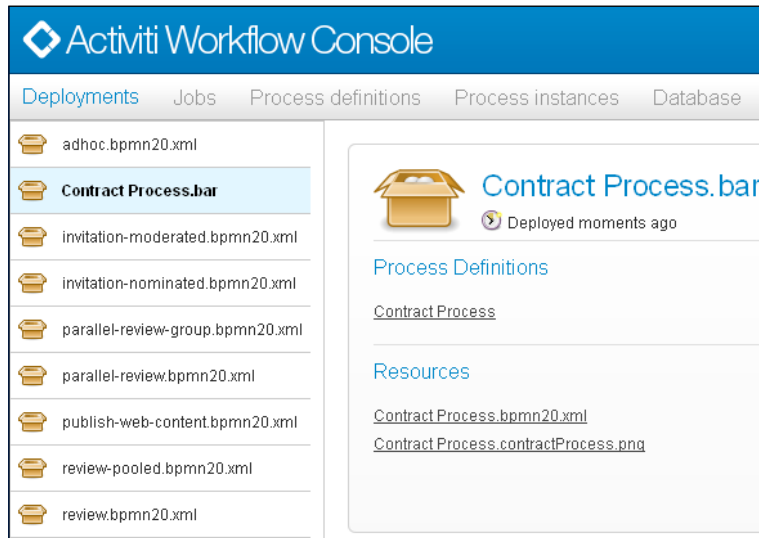 Activiti Workflow Console
Deployments Jobs Process definitions Process instances Database
adhoc.bpmn20.xml
Contract Process.bar
invitation-moderated.bpmn20.xml
invitation-nominated.bpmn20.xml
parallel-review-group.bpmn20.xml
parallel-review.bpmn20.xml
publish-web-content.bpmn20.xml
review-pooled.bpmn20.xml
review.bpmn20.xml
Contract Process.bar
Deployed moments ago
Process Definitions
Contract Process
Resources
Contract Process.bpmn20.xml
Contract Process.contractProcess.png